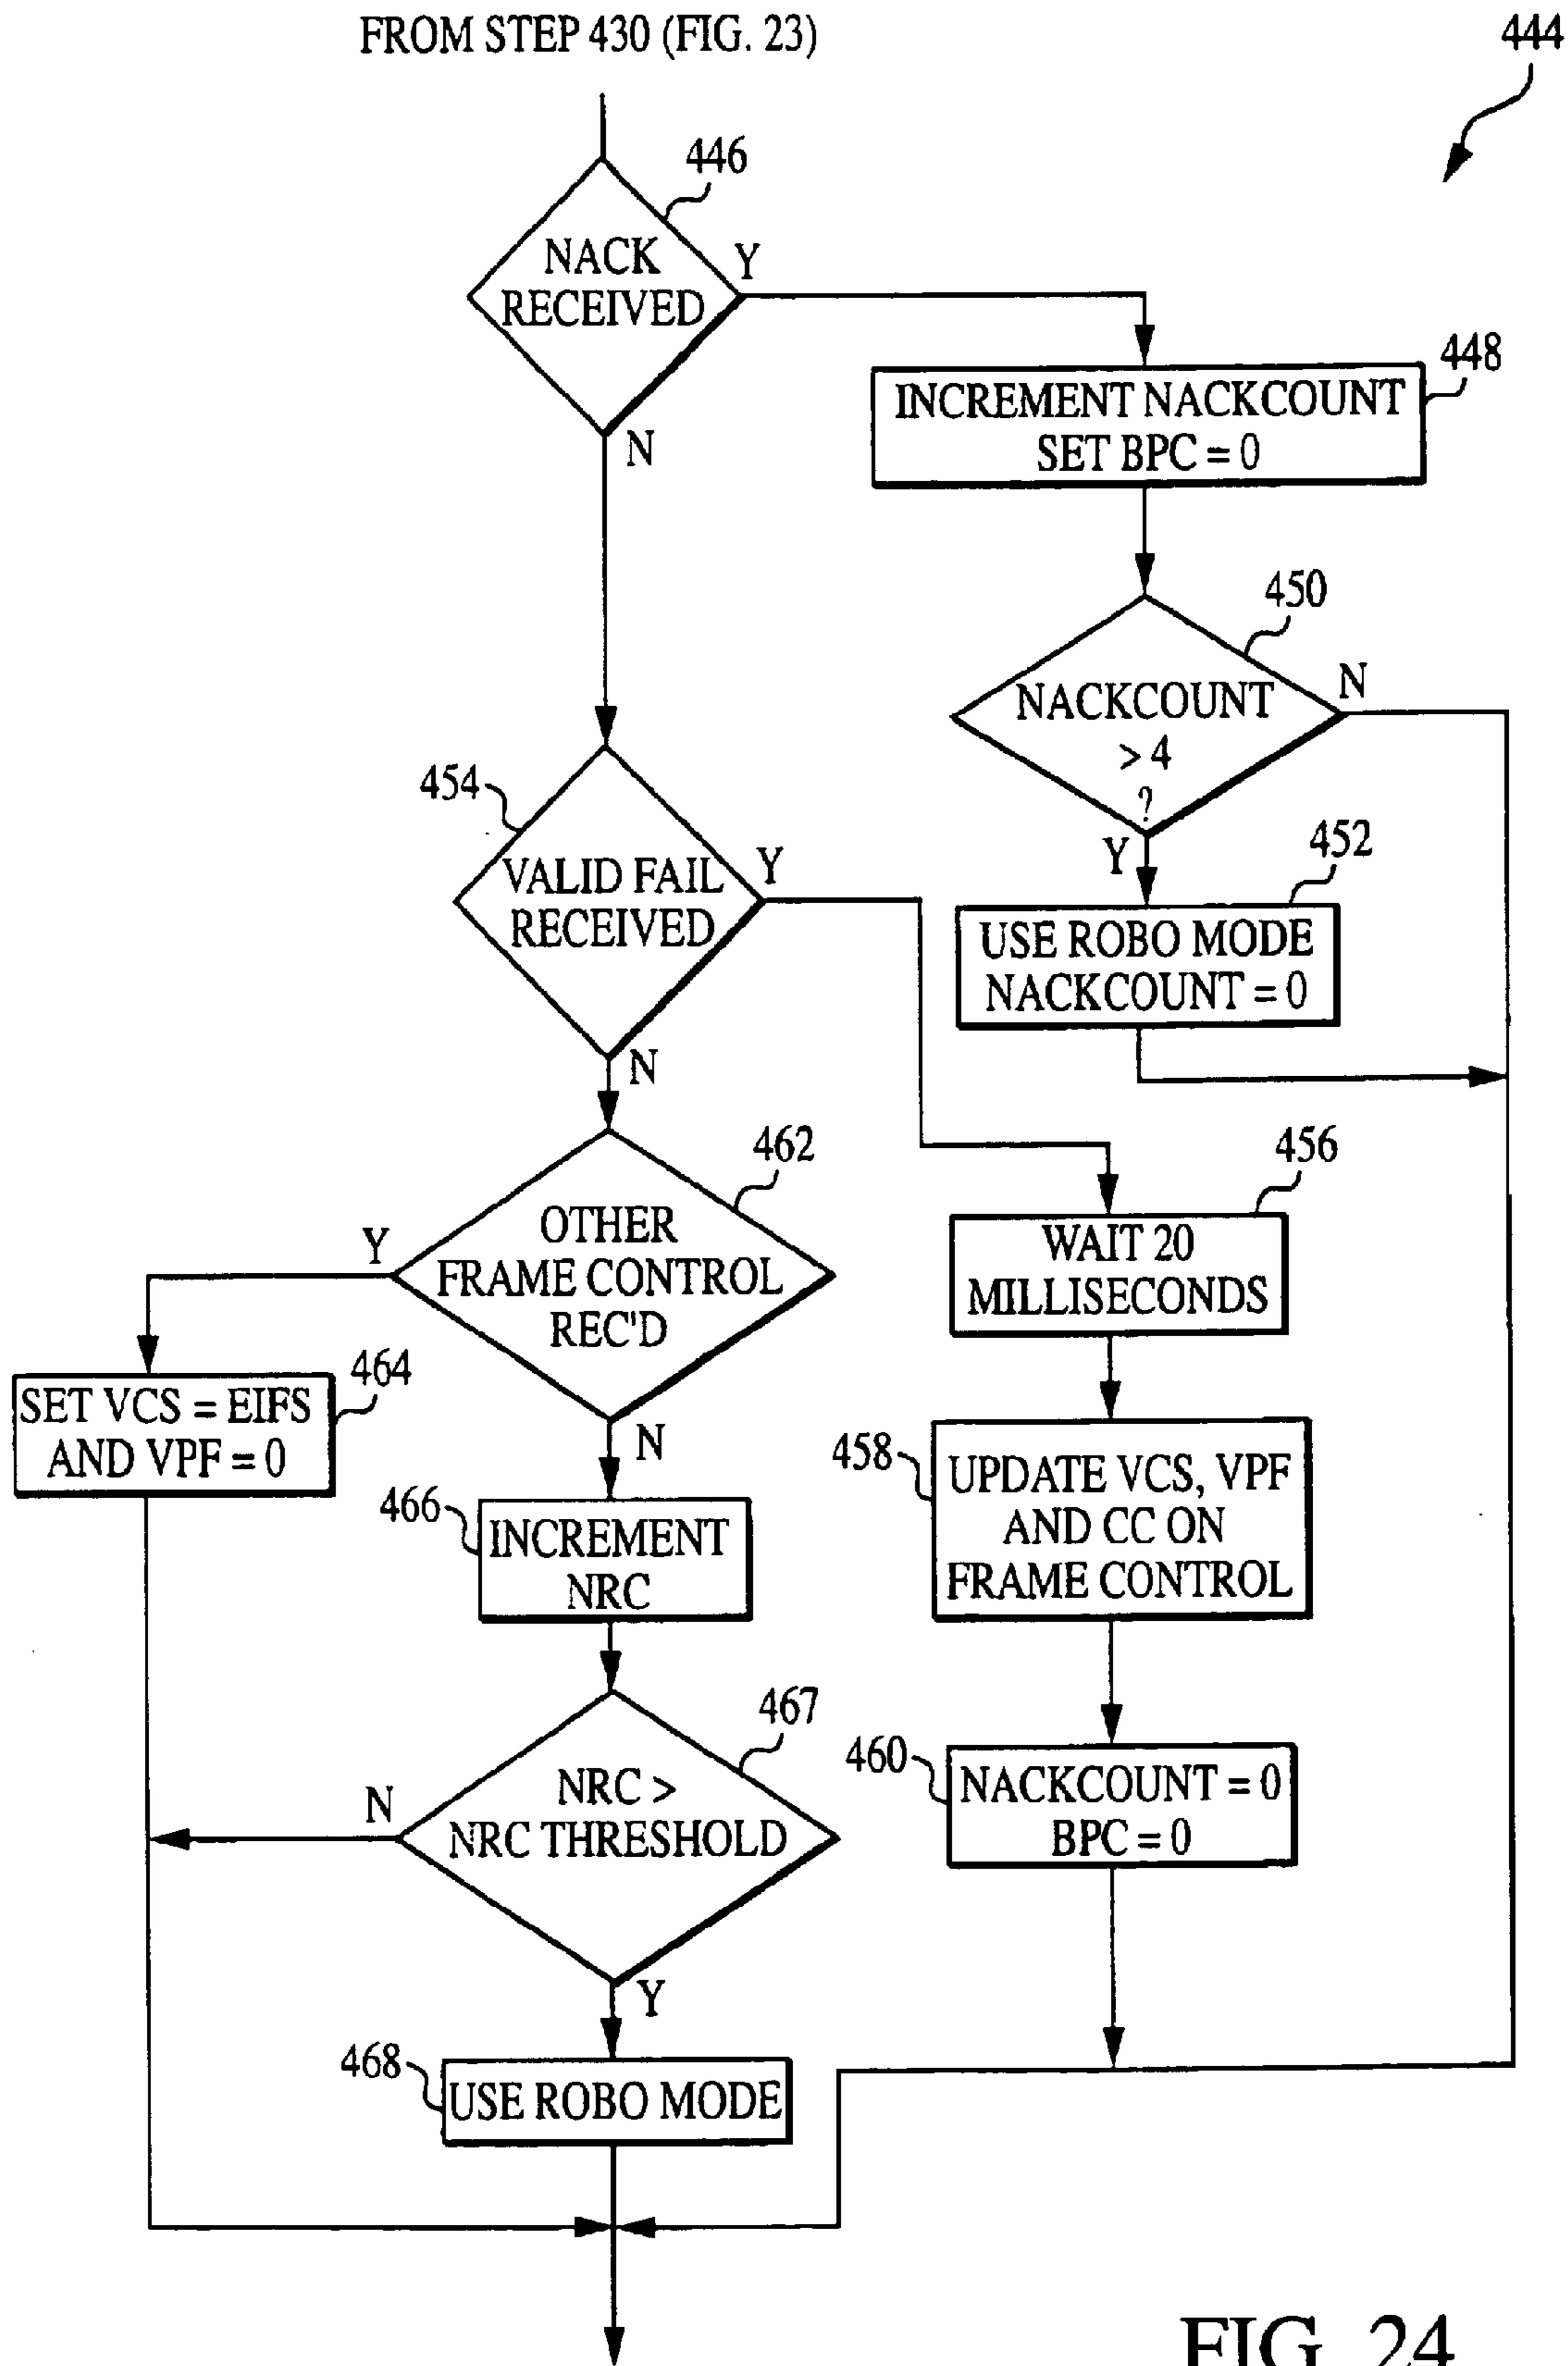 FROM STEP 430 (FIG. 23)
444
446
NACK
RECEIVED
Y
N
448
INCREMENT NACKCOUNT
SET BPC = 0
450
NACKCOUNT
> 4
?
N
Y
452
USE ROBO MODE
NACKCOUNT = 0
454
VALID FAIL
RECEIVED
Y
N
456
WAIT 20
MILLISECONDS
458
UPDATE VCS, VPF
AND CC ON
FRAME CONTROL
460
NACKCOUNT = 0
BPC = 0
462
OTHER
FRAME CONTROL
REC'D
Y
N
464
SET VCS = EIFS
AND VPF = 0
466
INCREMENT
NRC
467
NRC >
NRC THRESHOLD
N
Y
468
USE ROBO MODE
FIG. 24